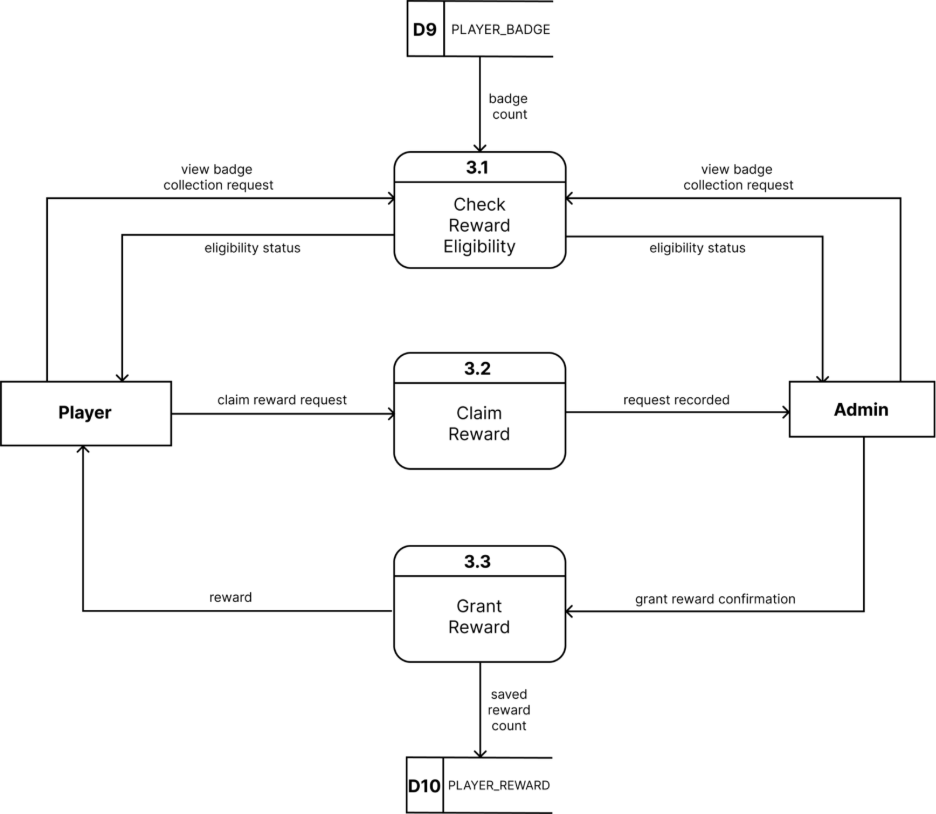 D9 PLAYER_BADGE
badge
count
3.1
Check
Reward
Eligibility
view badge
collection request
view badge
collection request
eligibility status
eligibility status
Player
claim reward request
3.2
Claim
Reward
request recorded
Admin
3.3
Grant
Reward
reward
grant reward confirmation
saved
reward
count
D10 PLAYER_REWARD